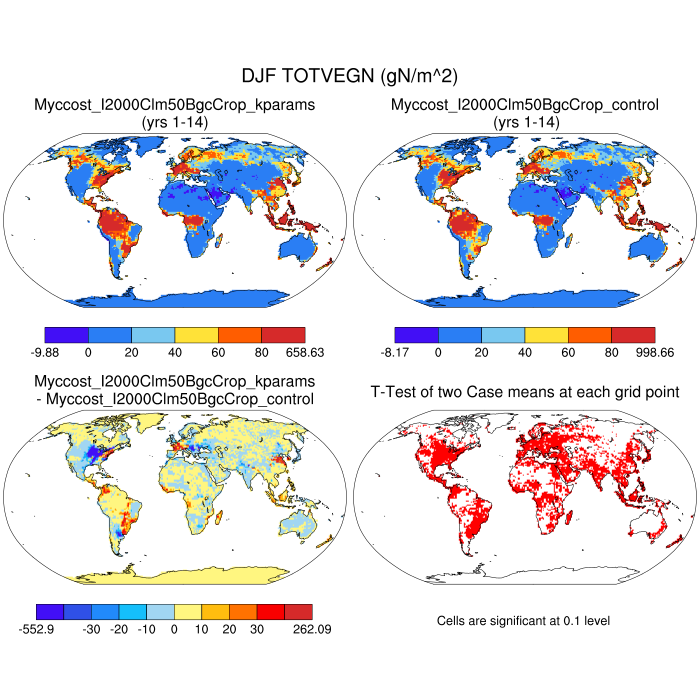 DJF TOTVEGN (gN/m^2)
Myccost_I2000Clm50BgcCrop_kparams
(yrs 1-14)
Myccost_I2000Clm50BgcCrop_control
(yrs 1-14)
-9.88 0 20 40 60 80 658.63
-8.17 0 20 40 60 80 998.66
Myccost_I2000Clm50BgcCrop_kparams
- Myccost_I2000Clm50BgcCrop_control
T-Test of two Case means at each grid point
-552.9 -30 -20 -10 0 10 20 30 262.09
Cells are significant at 0.1 level